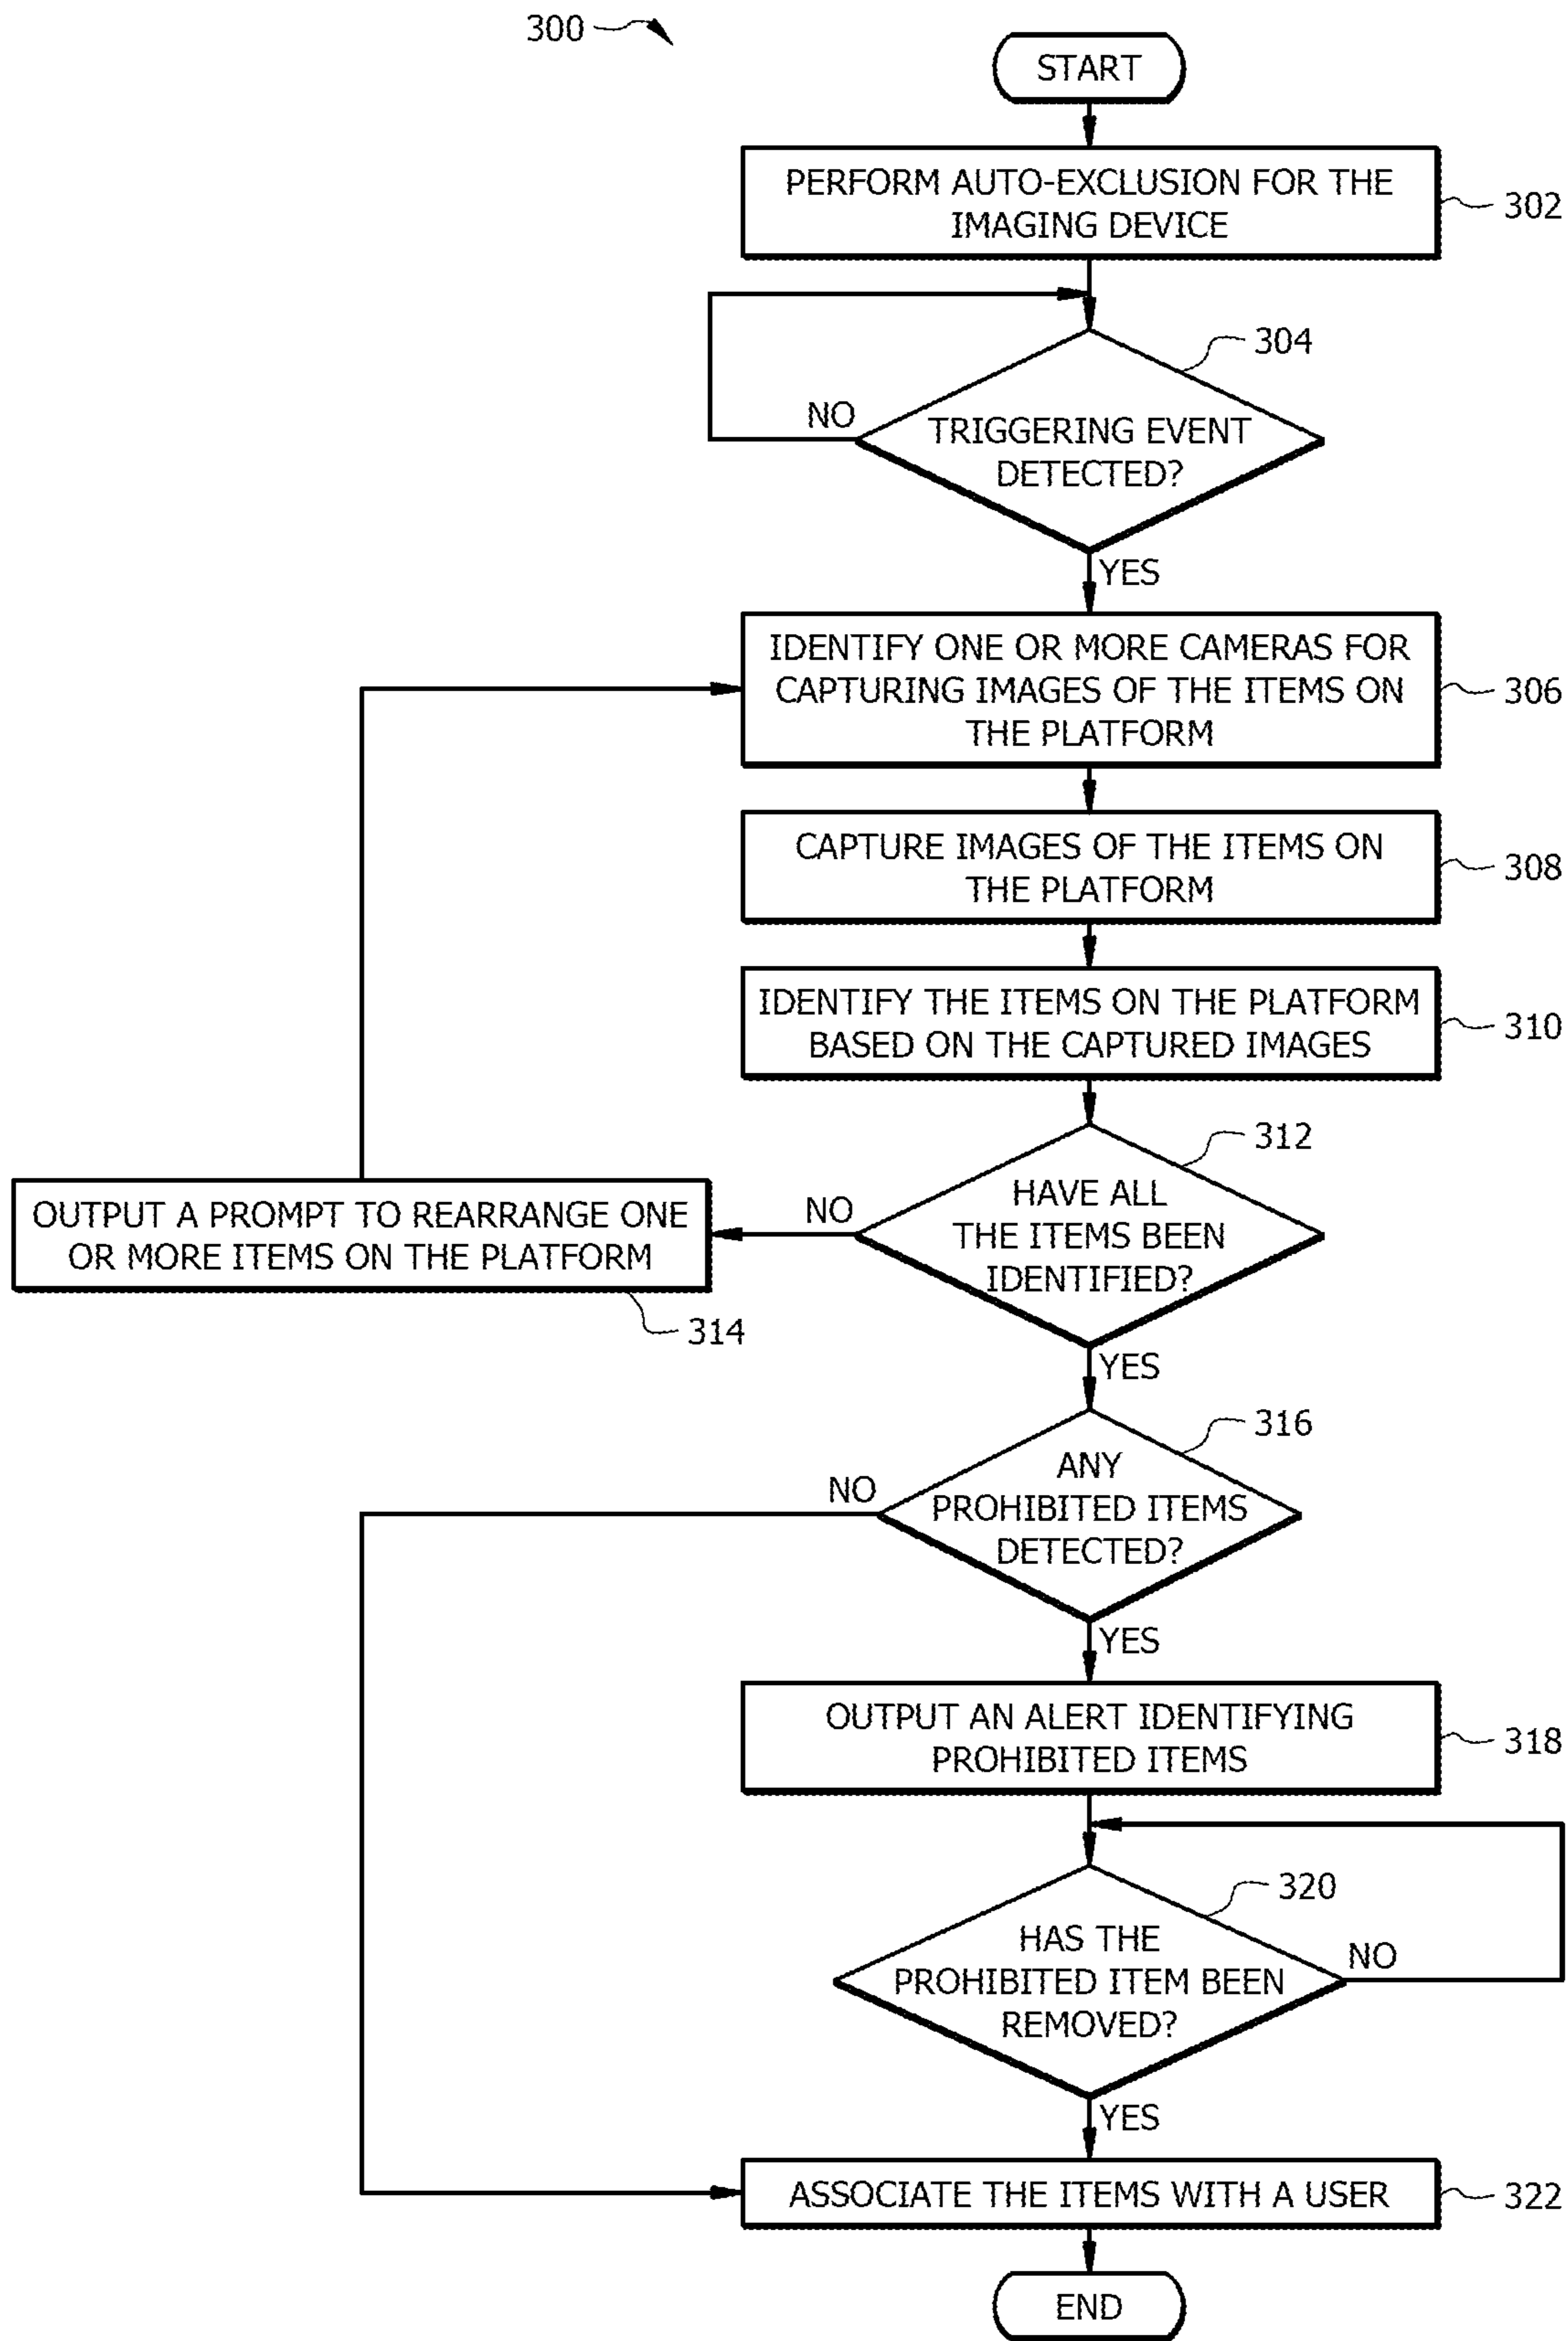 300
START
PERFORM AUTO-EXCLUSION FOR THE
IMAGING DEVICE
302
304
NO
TRIGGERING EVENT
DETECTED?
YES
IDENTIFY ONE OR MORE CAMERAS FOR
CAPTURING IMAGES OF THE ITEMS ON
THE PLATFORM
306
CAPTURE IMAGES OF THE ITEMS ON
THE PLATFORM
308
IDENTIFY THE ITEMS ON THE PLATFORM
BASED ON THE CAPTURED IMAGES
310
312
HAVE ALL
THE ITEMS BEEN
IDENTIFIED?
NO
OUTPUT A PROMPT TO REARRANGE ONE
OR MORE ITEMS ON THE PLATFORM
314
YES
316
ANY
PROHIBITED ITEMS
DETECTED?
NO
YES
OUTPUT AN ALERT IDENTIFYING
PROHIBITED ITEMS
318
320
HAS THE
PROHIBITED ITEM BEEN
REMOVED?
NO
YES
ASSOCIATE THE ITEMS WITH A USER
322
END